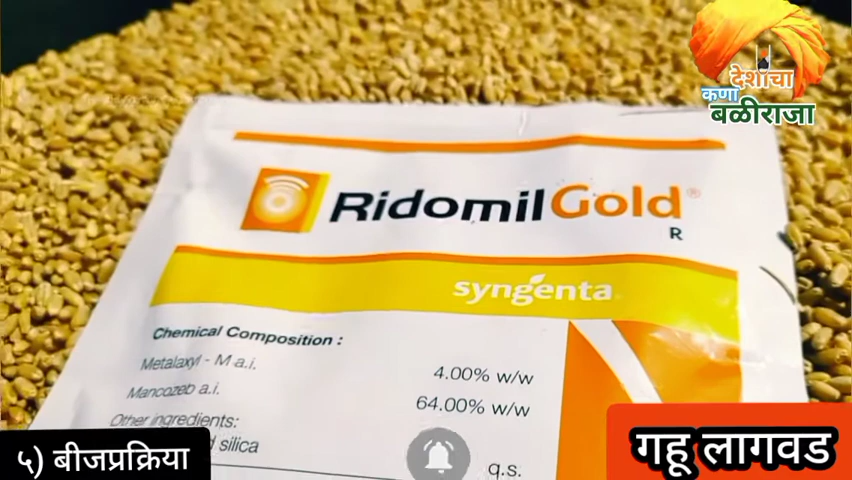 देशाचा
कणा
बळीराजा
RidomilGold®
R
syngenta
Chemical Composition :
Metalaxyl - M a.i. 4.00% w/w
Mancozeb a.i. 64.00% w/w
Other ingredients:
silica q.s.
५) बीजप्रक्रिया
गहू लागवड